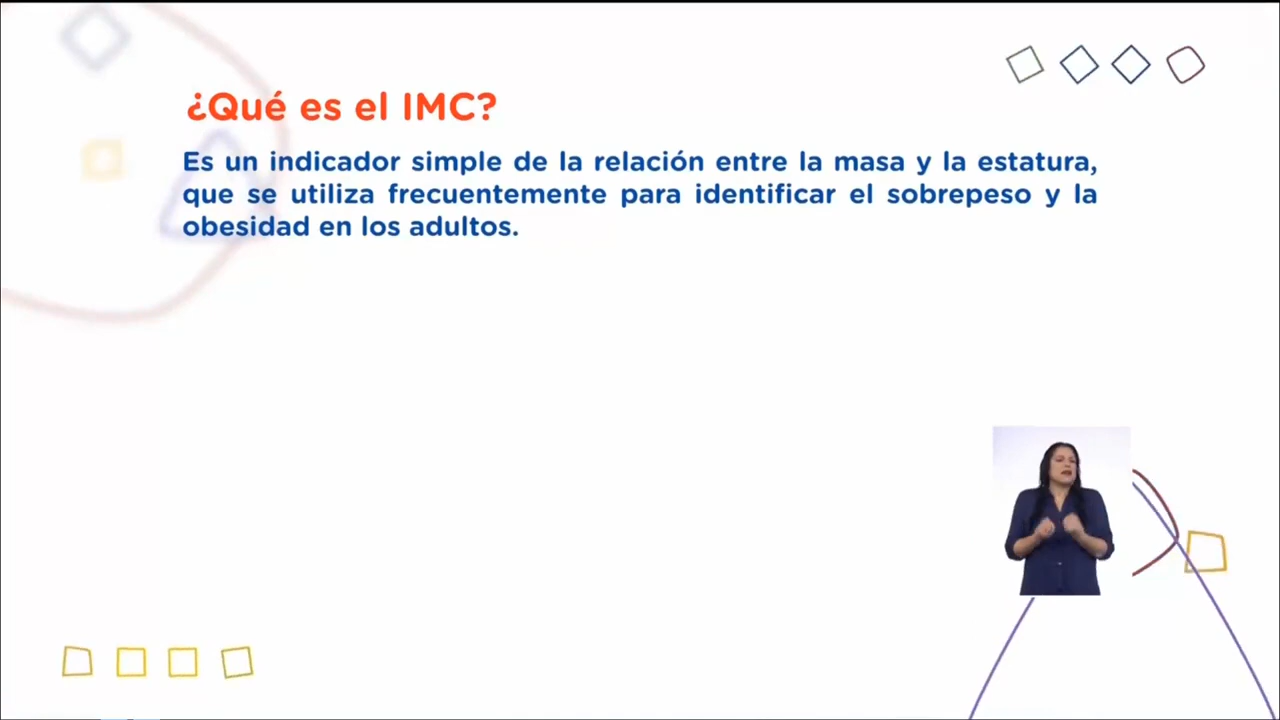 ¿Qué es el IMC?
Es un indicador simple de la relación entre la masa y la estatura,
que se utiliza frecuentemente para identificar el sobrepeso y la
obesidad en los adultos.